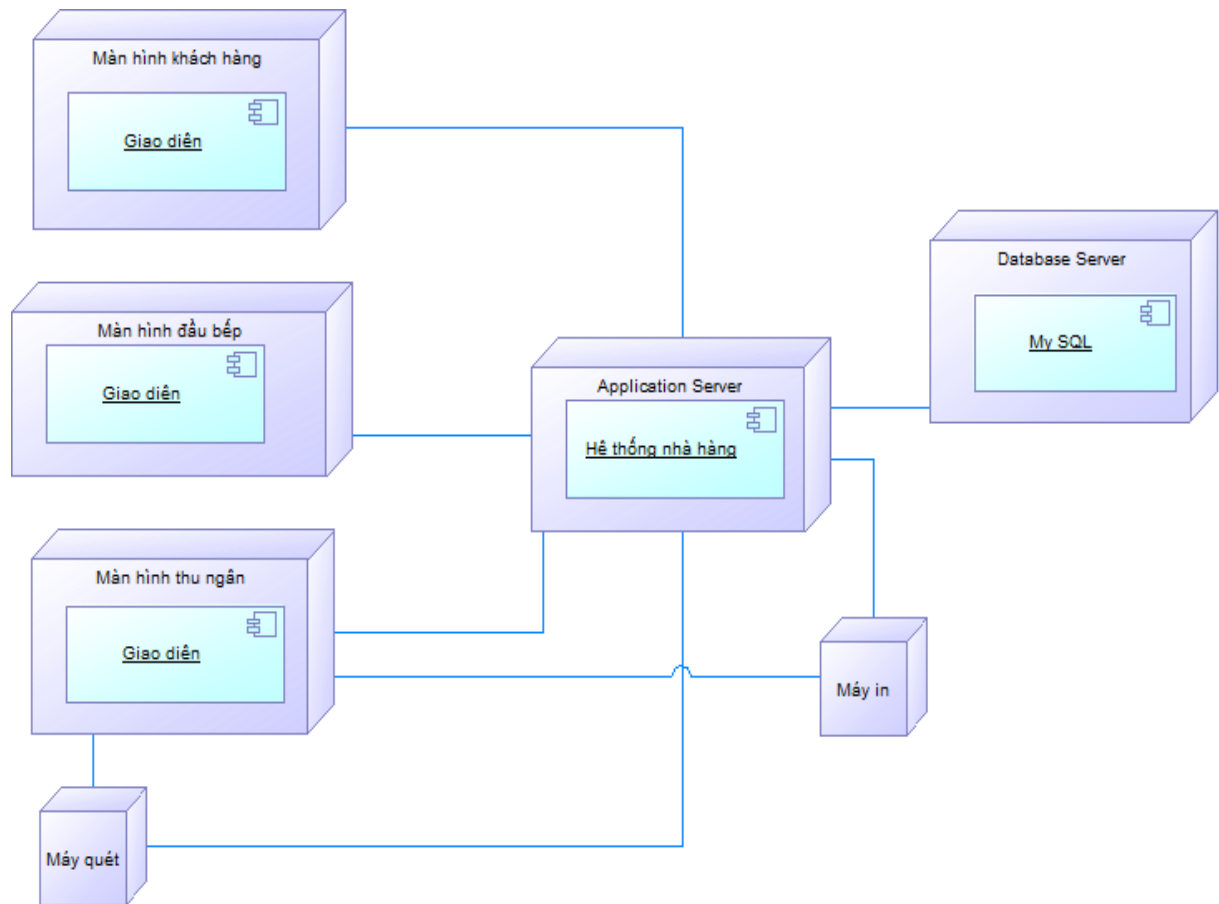 Màn hình khách hàng
Giao diên
Màn hình đầu bếp
Giao diên
Màn hình thu ngân
Giao diên
Máy quét
Application Server
Hê thống nhà hàng
Database Server
My SQL
Máy in